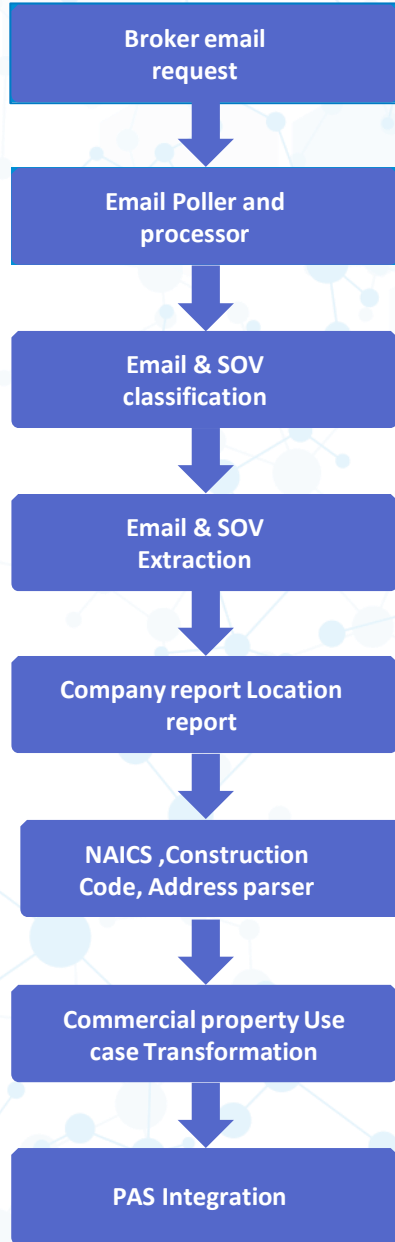 Broker email
request
Email Poller and
processor
Email & SOV
classification
Email & SOV
Extraction
Company report Location
report
NAICS ,Construction
Code, Address parser
Commercial property Use
case Transformation
PAS Integration